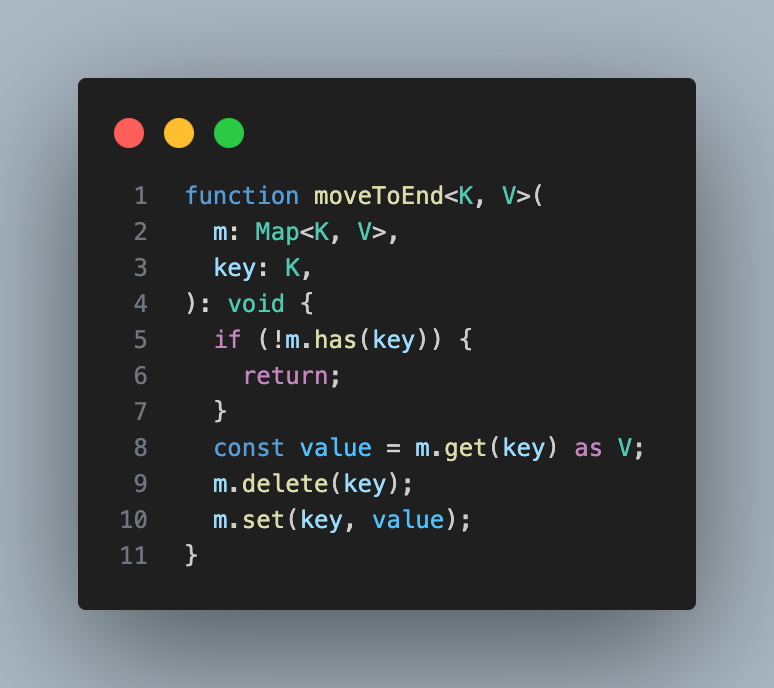 1 function moveToEnd<K, V>(
2   m: Map<K, V>,
3   key: K,
4 ): void {
5   if (!m.has(key)) {
6     return;
7   }
8   const value = m.get(key) as V;
9   m.delete(key);
10   m.set(key, value);
11 }